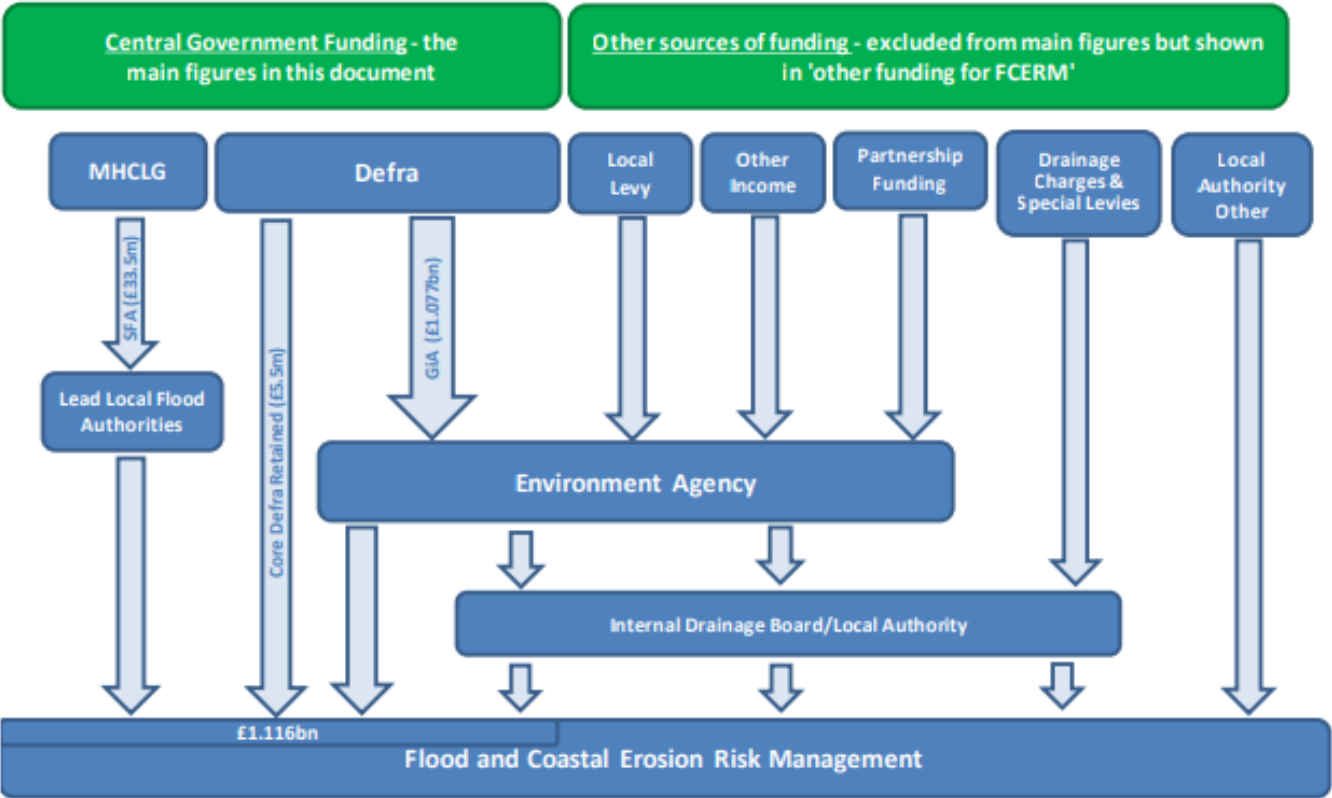 Central Government Funding - the
main figures in this document
Other sources of funding - excluded from main figures but shown
in 'other funding for FCERM'
MHCLG
Defra
Local
Levy
Other
Income
Partnership
Funding
Drainage
Charges &
Special Levies
Local
Authority
Other
SFA (£33.5m)
Core Defra Retained (£5.5m)
GiA (£1.077bn)
Lead Local Flood
Authorities
Environment Agency
Internal Drainage Board/Local Authority
£1.116bn
Flood and Coastal Erosion Risk Management